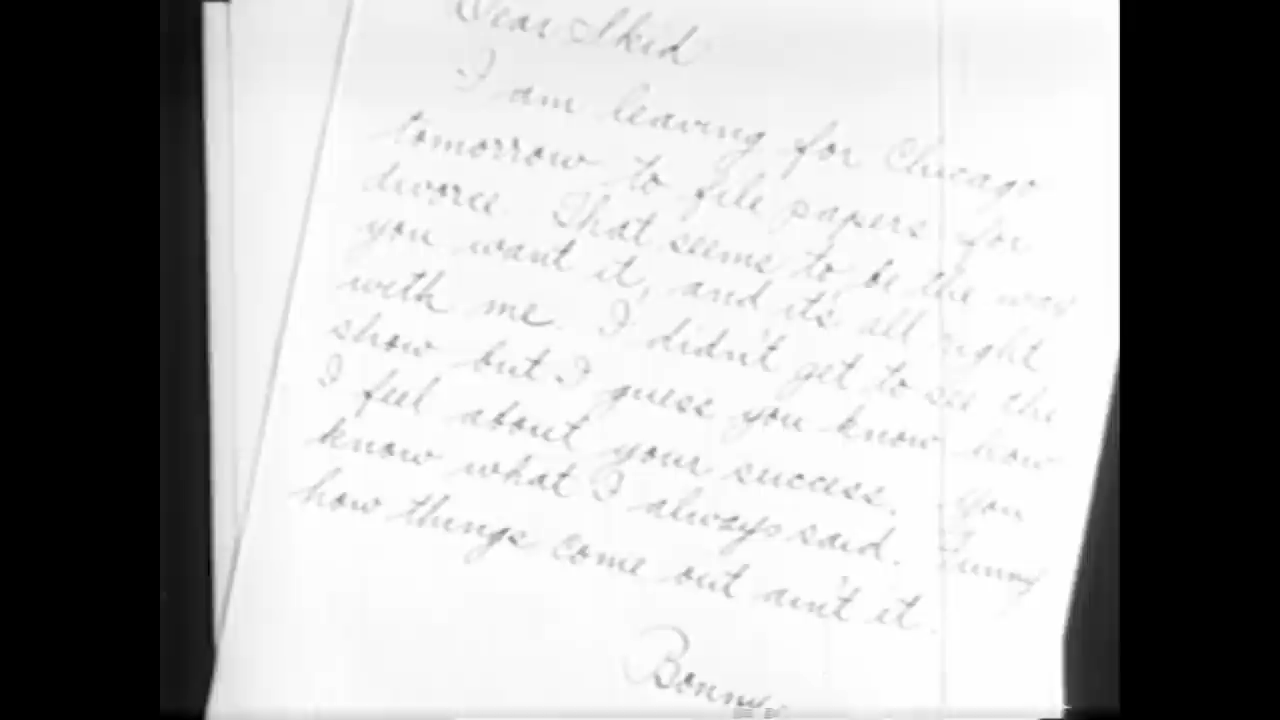 Dear Skid
I am leaving for Chicago
tomorrow to file papers for
divorce. That seems to be the way
you want it, and it's all right
with me. I didn't get to see the
show but I guess you know how
I feel about your success. You
know what I always said. Funny
how things come out ain't it.
Bonny